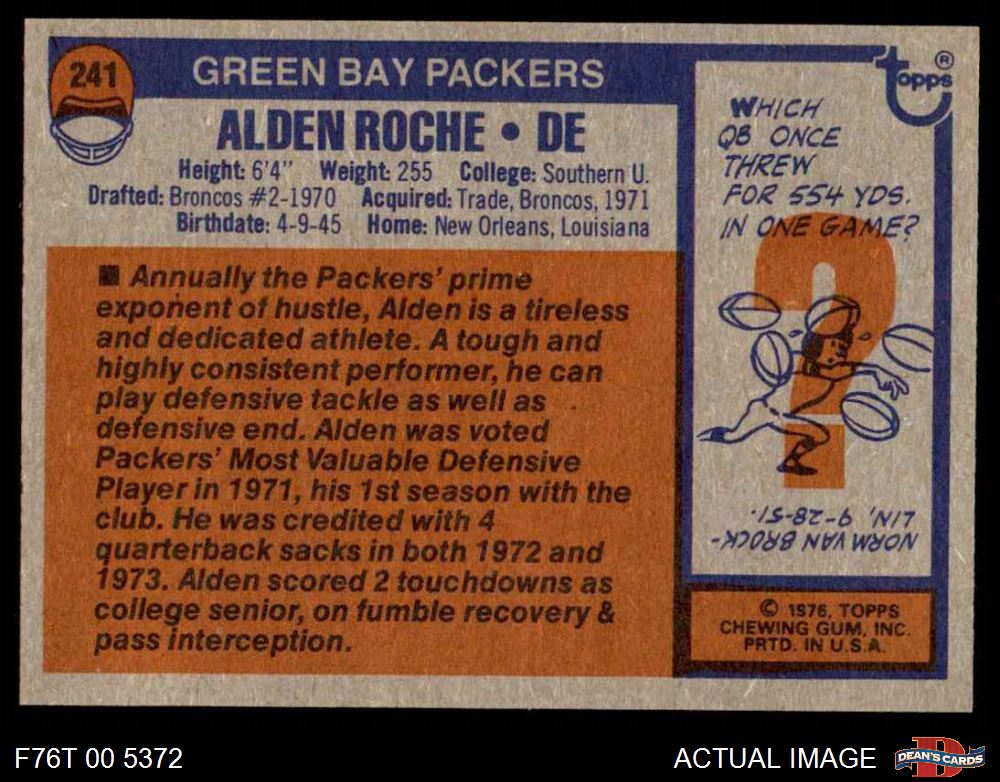 241
GREEN BAY PACKERS
ALDEN ROCHE • DE
Height: 6'4" Weight: 255 College: Southern U.
Drafted: Broncos #2-1970 Acquired: Trade, Broncos, 1971
Birthdate: 4-9-45 Home: New Orleans, Louisiana
■ Annually the Packers' prime
exponent of hustle, Alden is a tireless
and dedicated athlete. A tough and
highly consistent performer, he can
play defensive tackle as well as
defensive end. Alden was voted
Packers' Most Valuable Defensive
Player in 1971, his 1st season with the
club. He was credited with 4
quarterback sacks in both 1972 and
1973. Alden scored 2 touchdowns as
college senior, on fumble recovery &
pass interception.
topps ®
WHICH
QB ONCE
THREW
FOR 554 YDS.
IN ONE GAME?
?
NORM VAN BROCK-
LIN, 9-28-51.
© 1976, TOPPS
CHEWING GUM, INC.
PRTD. IN U.S.A.
F76T 00 5372
ACTUAL IMAGE
D
DEAN'S CARDS